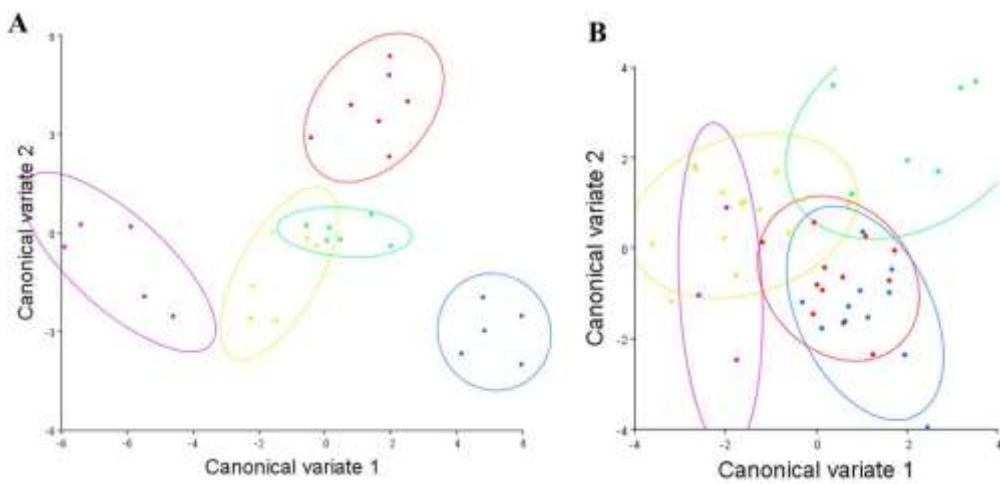 A
6
3
0
-3
-6
Canonical variate 2
-8 -6 -4 -2 0 2 4 6
Canonical variate 1
B
4
2
0
-2
-4
Canonical variate 2
-4 -2 0 2 4
Canonical variate 1